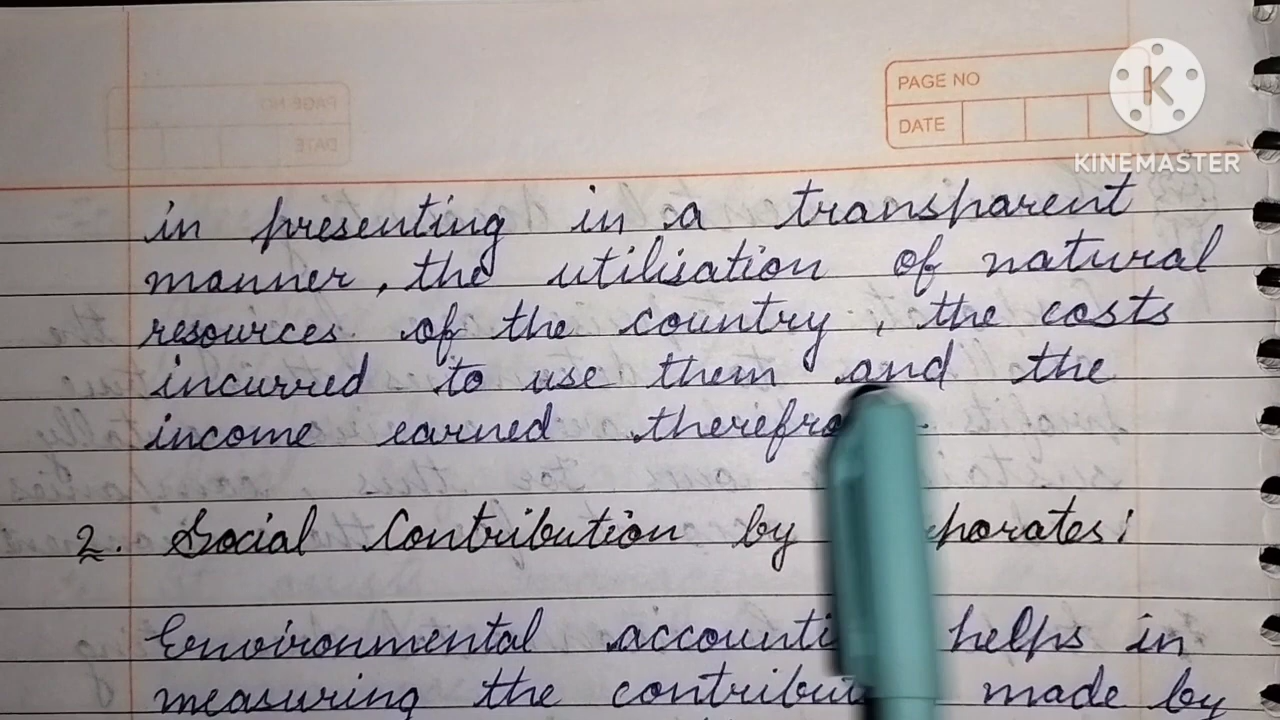 PAGE NO
DATE
K
KINEMASTER
in presenting in a transparent
manner, the utilisation of natural
resources of the country, the costs
incurred to use them and the
income earned
2. Social Contribution by
Environmental helps in
measuring the made by